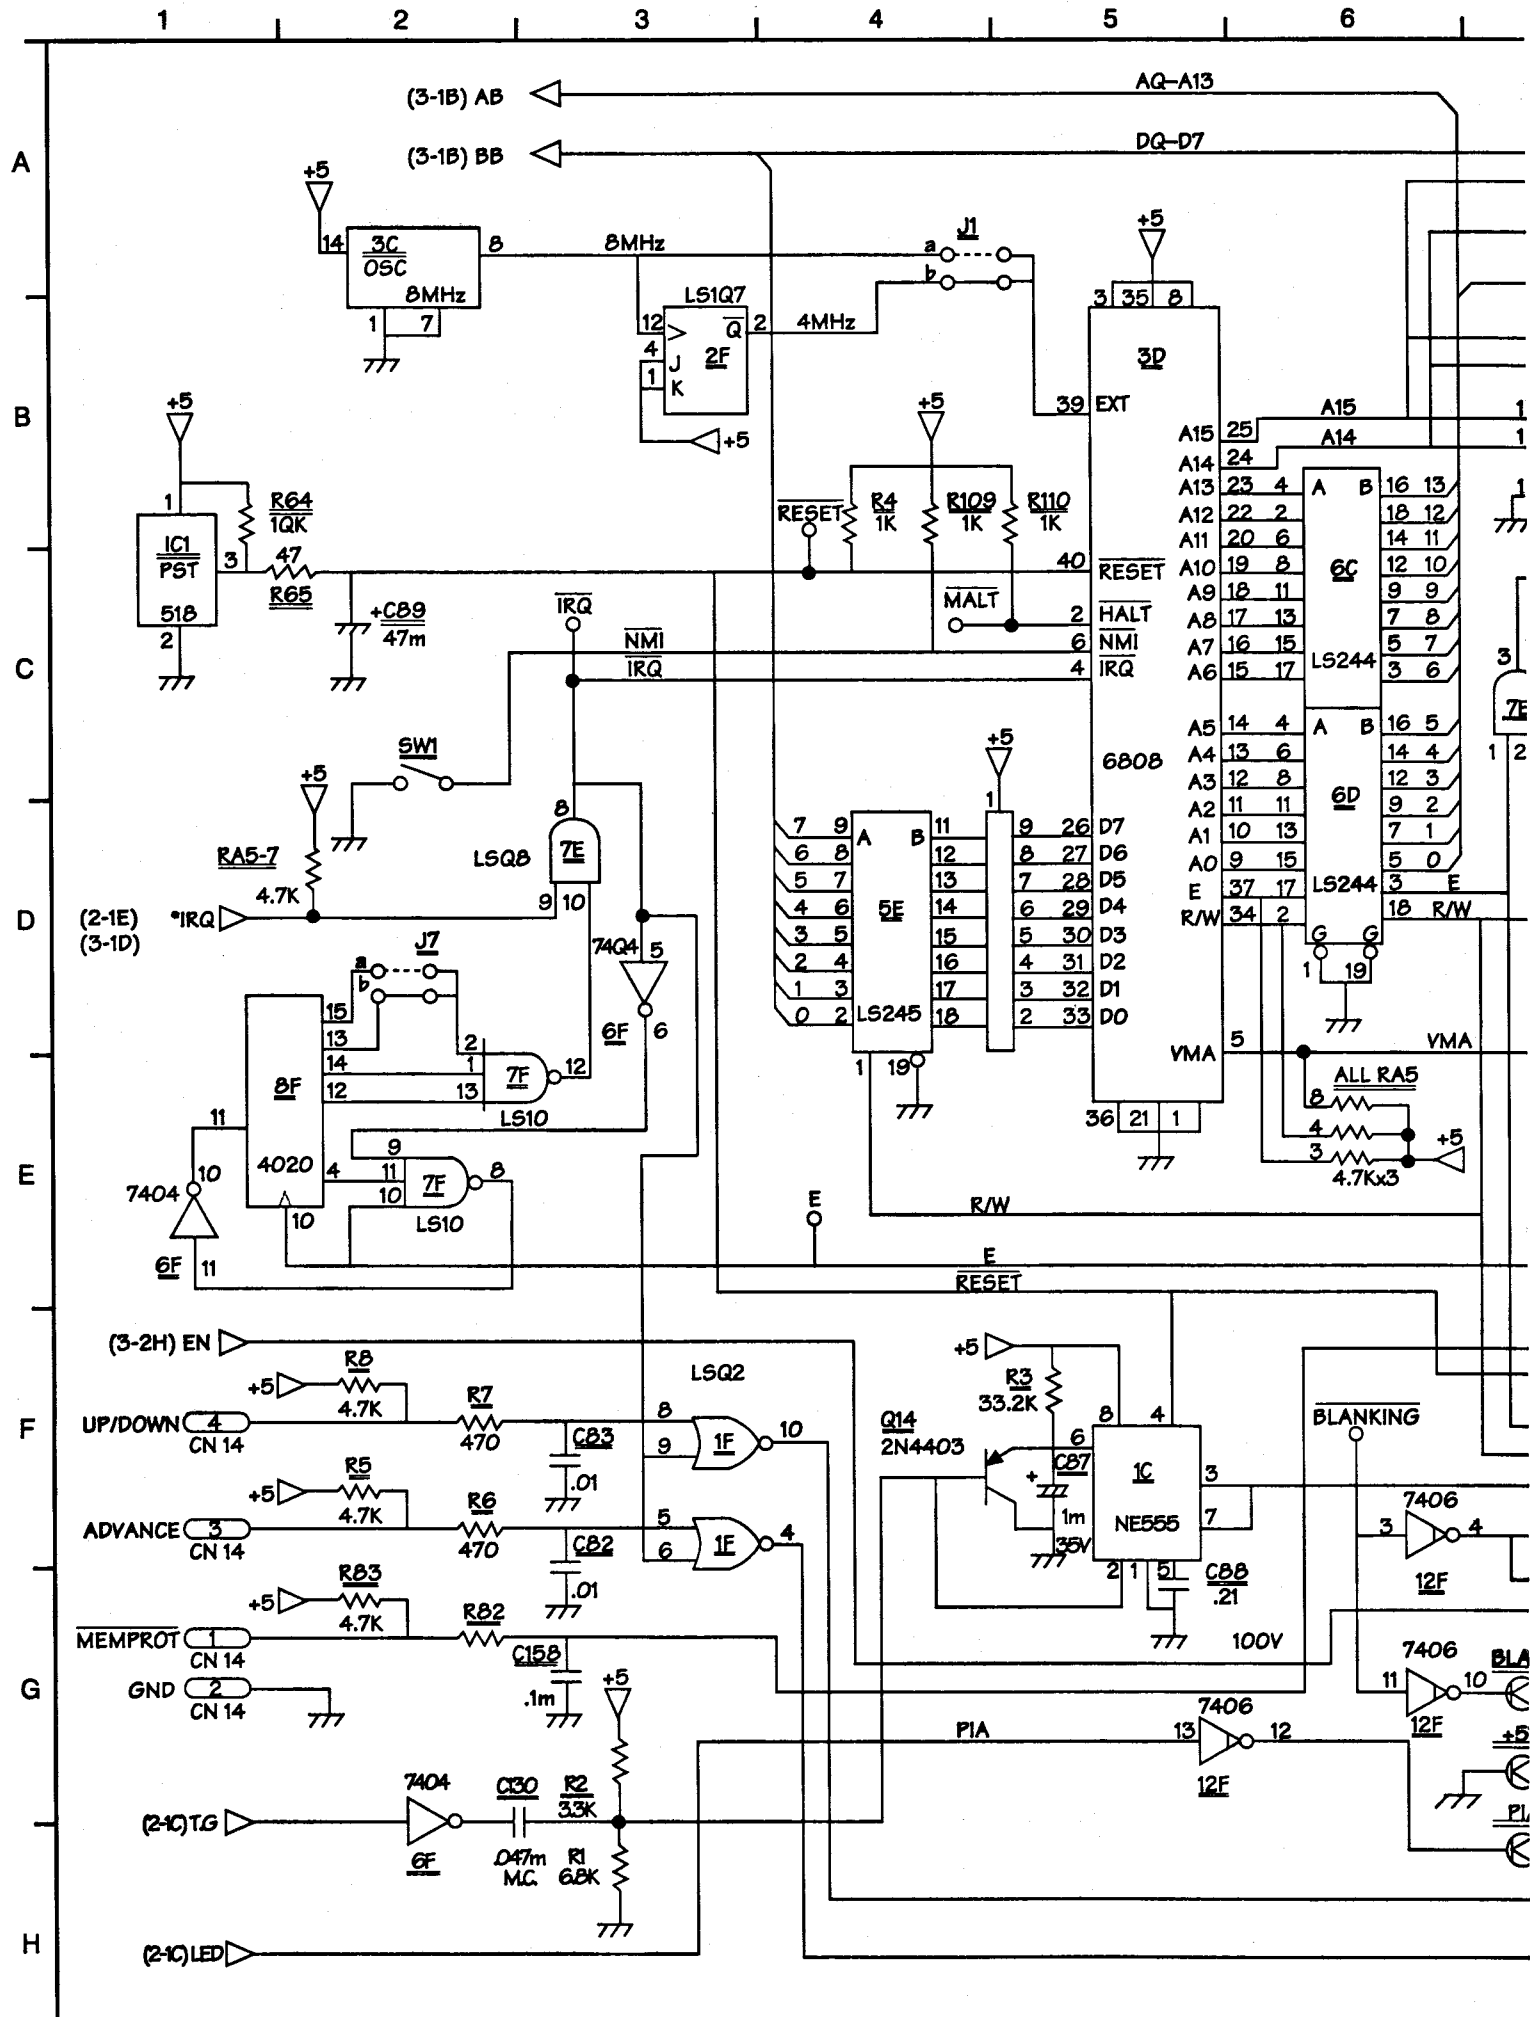 1 2 3 4 5 6
A
B
C
D
E
F
G
H
(3-1B) AB
AQ-A13
(3-1B) BB
DQ-D7
+5
14 3C 8
OSC
8MHz
1 7
8MHz
LS1Q7
12 Q 2
4 J 2F
1 K
+5
4MHz
J1
a
b
+5
3 35 8
3D
39 EXT
A15 25 A15
A14 24 A14
A13 23 4 A B 16 13
A12 22 2 18 12
A11 20 6 14 11
A10 19 8 6C 12 10
A9 18 11 9 9
A8 17 13 7 8
A7 16 15 LS244 5 7
A6 15 17 3 6
A5 14 4 A B 16 5
A4 13 6 14 4
A3 12 8 6D 12 3
A2 11 11 9 2
A1 10 13 7 1
A0 9 15 5 0
E 37 17 LS244 3 E
R/W 34 2 18 R/W
G G
1 19
1
1
1
3
7E
1 2
+5
1
R64
1QK
IC1
PST
518
3
2
47
R65
+C89
47m
+5
RESET
R4
1K
R109
1K
R110
1K
40 RESET
MALT
2 HALT
6 NMI
4 IRQ
IRQ
NMI
IRQ
6808
SW1
+5
RA5-7
4.7K
8
LSQ8 7E
9 10
(2-1E) *IRQ
(3-1D)
74Q4 5
6F 6
J7
a
b
15
13
14
12
8F
4020
4
11
10
2
1
13
7F 12
LS10
9
11
10
7F 8
LS10
7404
10
6F 11
+5
1
7 9 A B 11 9 26 D7
6 8 12 8 27 D6
5 7 13 7 28 D5
4 6 5E 14 6 29 D4
3 5 15 5 30 D3
2 4 16 4 31 D2
1 3 17 3 32 D1
0 2 LS245 18 2 33 D0
1 19
VMA 5 VMA
36 21 1
ALL RA5
8
4
3
4.7Kx3
+5
E
R/W
E
RESET
(3-2H) EN
+5 R8
4.7K
UP/DOWN 4
CN 14
R7
470
C83
.01
LSQ2
8
9
1F 10
+5 R5
4.7K
ADVANCE 3
CN 14
R6
470
C82
.01
5
6
1F 4
+5 R83
4.7K
MEMPROT 1
CN 14
R82
C158
.1m
GND 2
CN 14
+5
R3
33.2K
Q14
2N4403
C87
+
1m
35V
8 4
6
1C
3
NE555 7
2 1 5
C88
.21
100V
BLANKING
7406
3 4
12F
7406
11 10
12F
BLA
+5
PIA
PIA
7406
13 12
12F
+5
R2
3.3K
R1
6.8K
(2-1C) T.G
7404
6F
C130
.047m
M.C.
(2-1C) LED